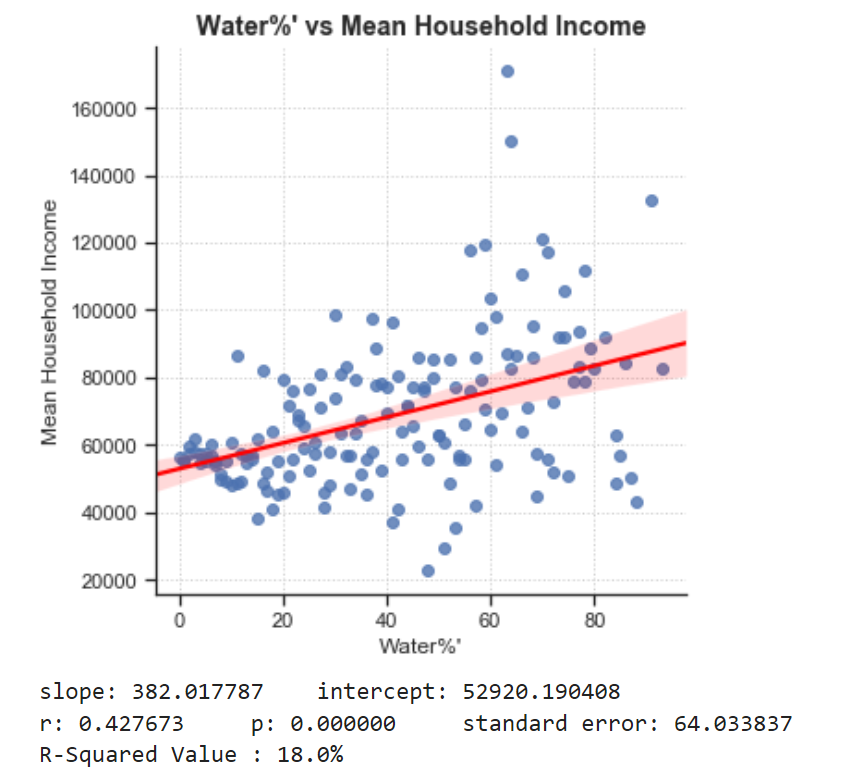 Water%' vs Mean Household Income
160000
140000
120000
100000
80000
60000
40000
20000
Mean Household Income
0 20 40 60 80
Water%'
slope: 382.017787 intercept: 52920.190408
r: 0.427673 p: 0.000000 standard error: 64.033837
R-Squared Value : 18.0%